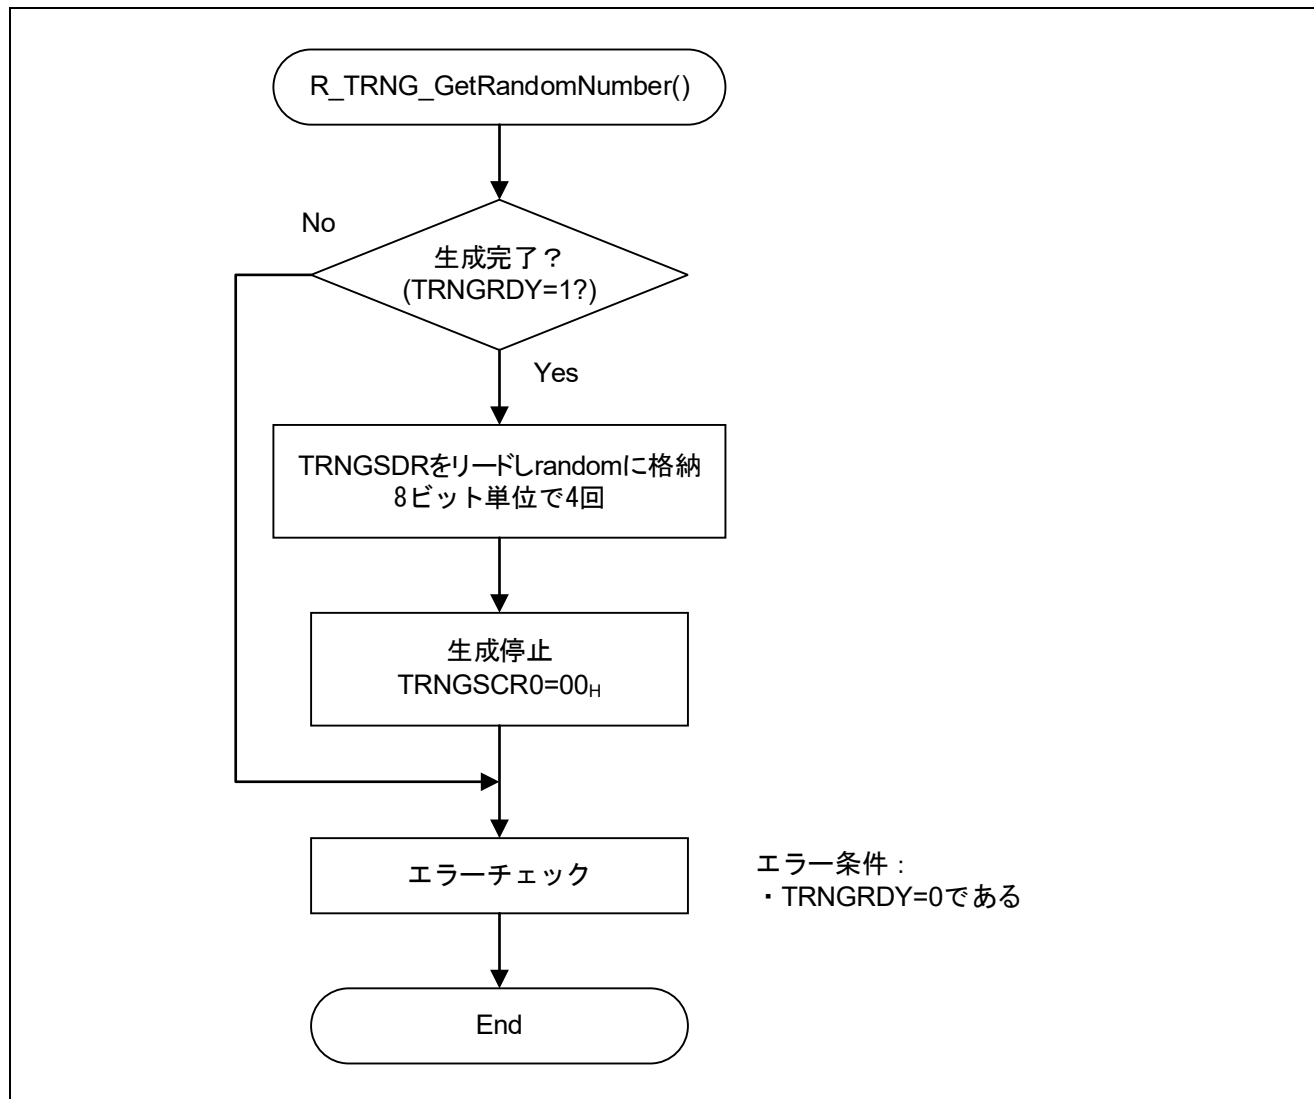 R_TRNG_GetRandomNumber()
No
生成完了？
(TRNGRDY=1?)
Yes
TRNGSDRをリードしrandomに格納
8ビット単位で4回
生成停止
TRNGSCR0=00H
エラーチェック
エラー条件：
・TRNGRDY=0である
End